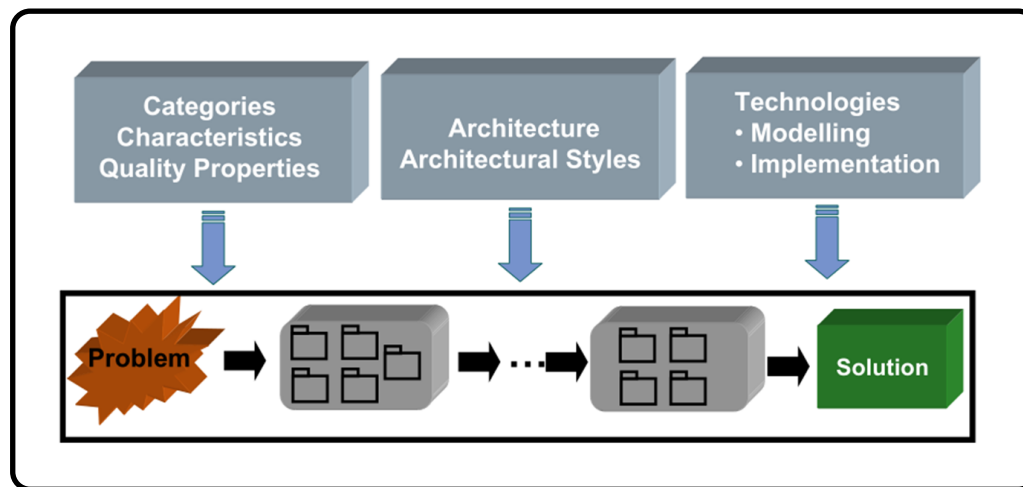 Categories
Characteristics
Quality Properties
Architecture
Architectural Styles
Technologies
• Modelling
• Implementation
Problem
...
Solution